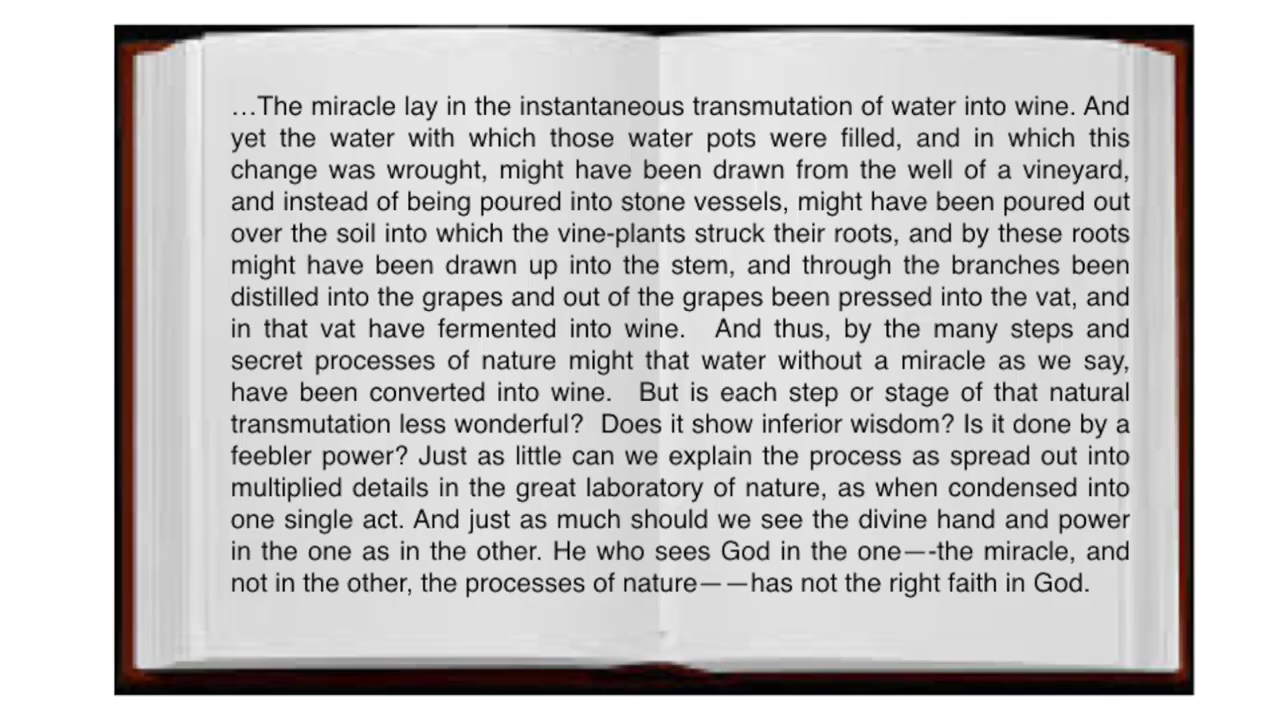 …The miracle lay in the instantaneous transmutation of water into wine. And
yet the water with which those water pots were filled, and in which this
change was wrought, might have been drawn from the well of a vineyard,
and instead of being poured into stone vessels, might have been poured out
over the soil into which the vine-plants struck their roots, and by these roots
might have been drawn up into the stem, and through the branches been
distilled into the grapes and out of the grapes been pressed into the vat, and
in that vat have fermented into wine.  And thus, by the many steps and
secret processes of nature might that water without a miracle as we say,
have been converted into wine.  But is each step or stage of that natural
transmutation less wonderful?  Does it show inferior wisdom? Is it done by a
feebler power? Just as little can we explain the process as spread out into
multiplied details in the great laboratory of nature, as when condensed into
one single act. And just as much should we see the divine hand and power
in the one as in the other. He who sees God in the one—-the miracle, and
not in the other, the processes of nature——has not the right faith in God.